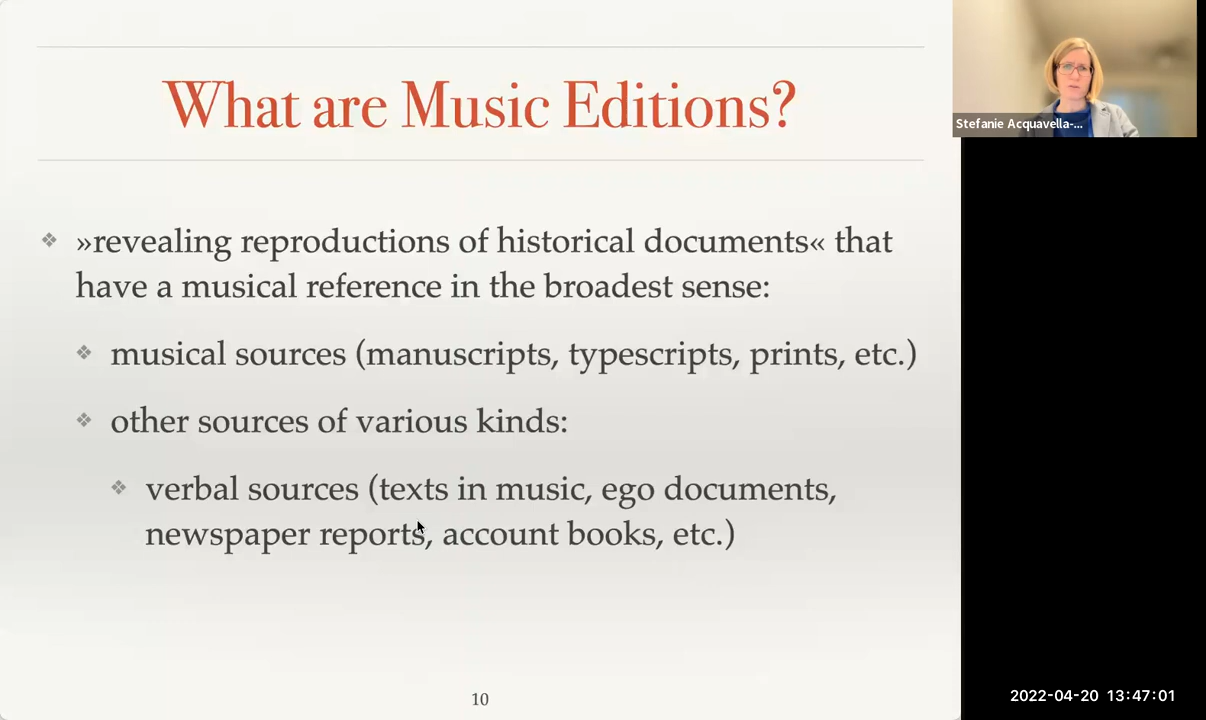 What are Music Editions?
Stefanie Acquavella-...
»revealing reproductions of historical documents« that
have a musical reference in the broadest sense:
musical sources (manuscripts, typescripts, prints, etc.)
other sources of various kinds:
verbal sources (texts in music, ego documents,
newspaper reports, account books, etc.)
10
2022-04-20 13:47:01